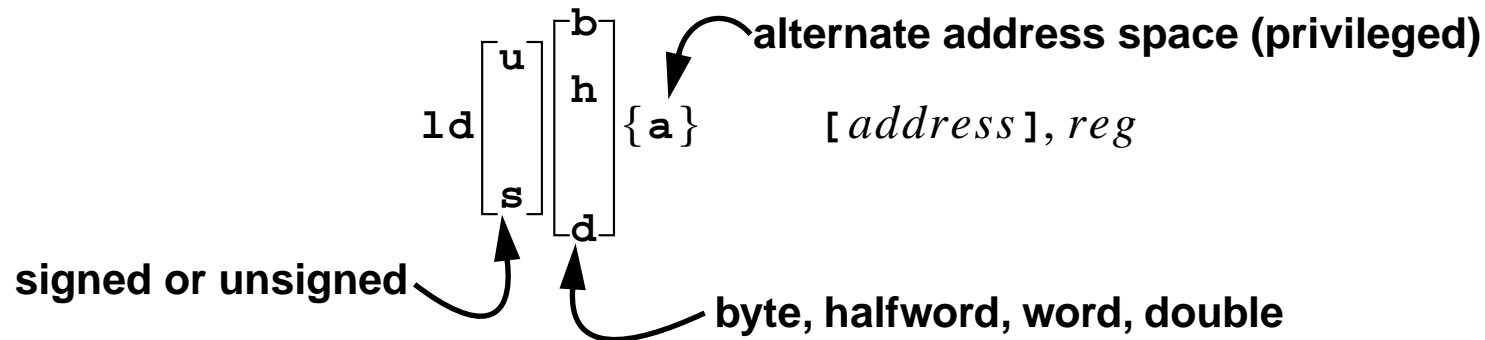 alternate address space (privileged)
ld [u s] [b h d] {a} [address], reg
signed or unsigned
byte, halfword, word, double